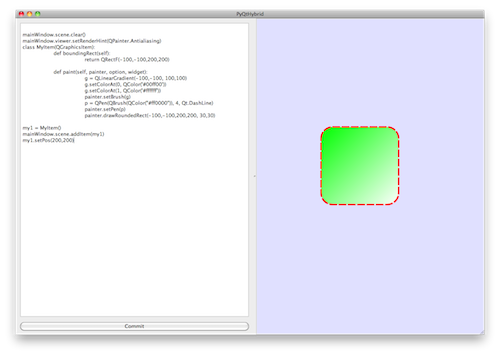 PyQtHybrid
mainWindow.scene.clear()
mainWindow.viewer.setRenderHint(QPainter.Antialiasing)
class MyItem(QGraphicsItem):
def boundingRect(self):
return QRectF(-100,-100,200,200)
def paint(self, painter, option, widget):
g = QLinearGradient(-100,-100, 100,100)
g.setColorAt(0, QColor('#00ff00'))
g.setColorAt(1, QColor('#ffffff'))
painter.setBrush(g)
p = QPen(QBrush(QColor("#ff0000")), 4, Qt.DashLine)
painter.setPen(p)
painter.drawRoundedRect(-100,-100,200,200, 30,30)
my1 = MyItem()
mainWindow.scene.addItem(my1)
my1.setPos(200,200)
Commit